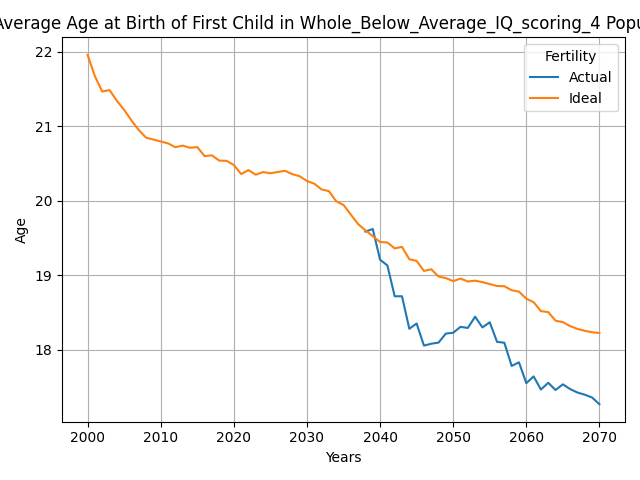 Average Age at Birth of First Child in Whole_Below_Average_IQ_scoring_4
Fertility
Actual
Ideal
22
21
20
19
18
Age
2000 2010 2020 2030 2040 2050 2060 2070
Years